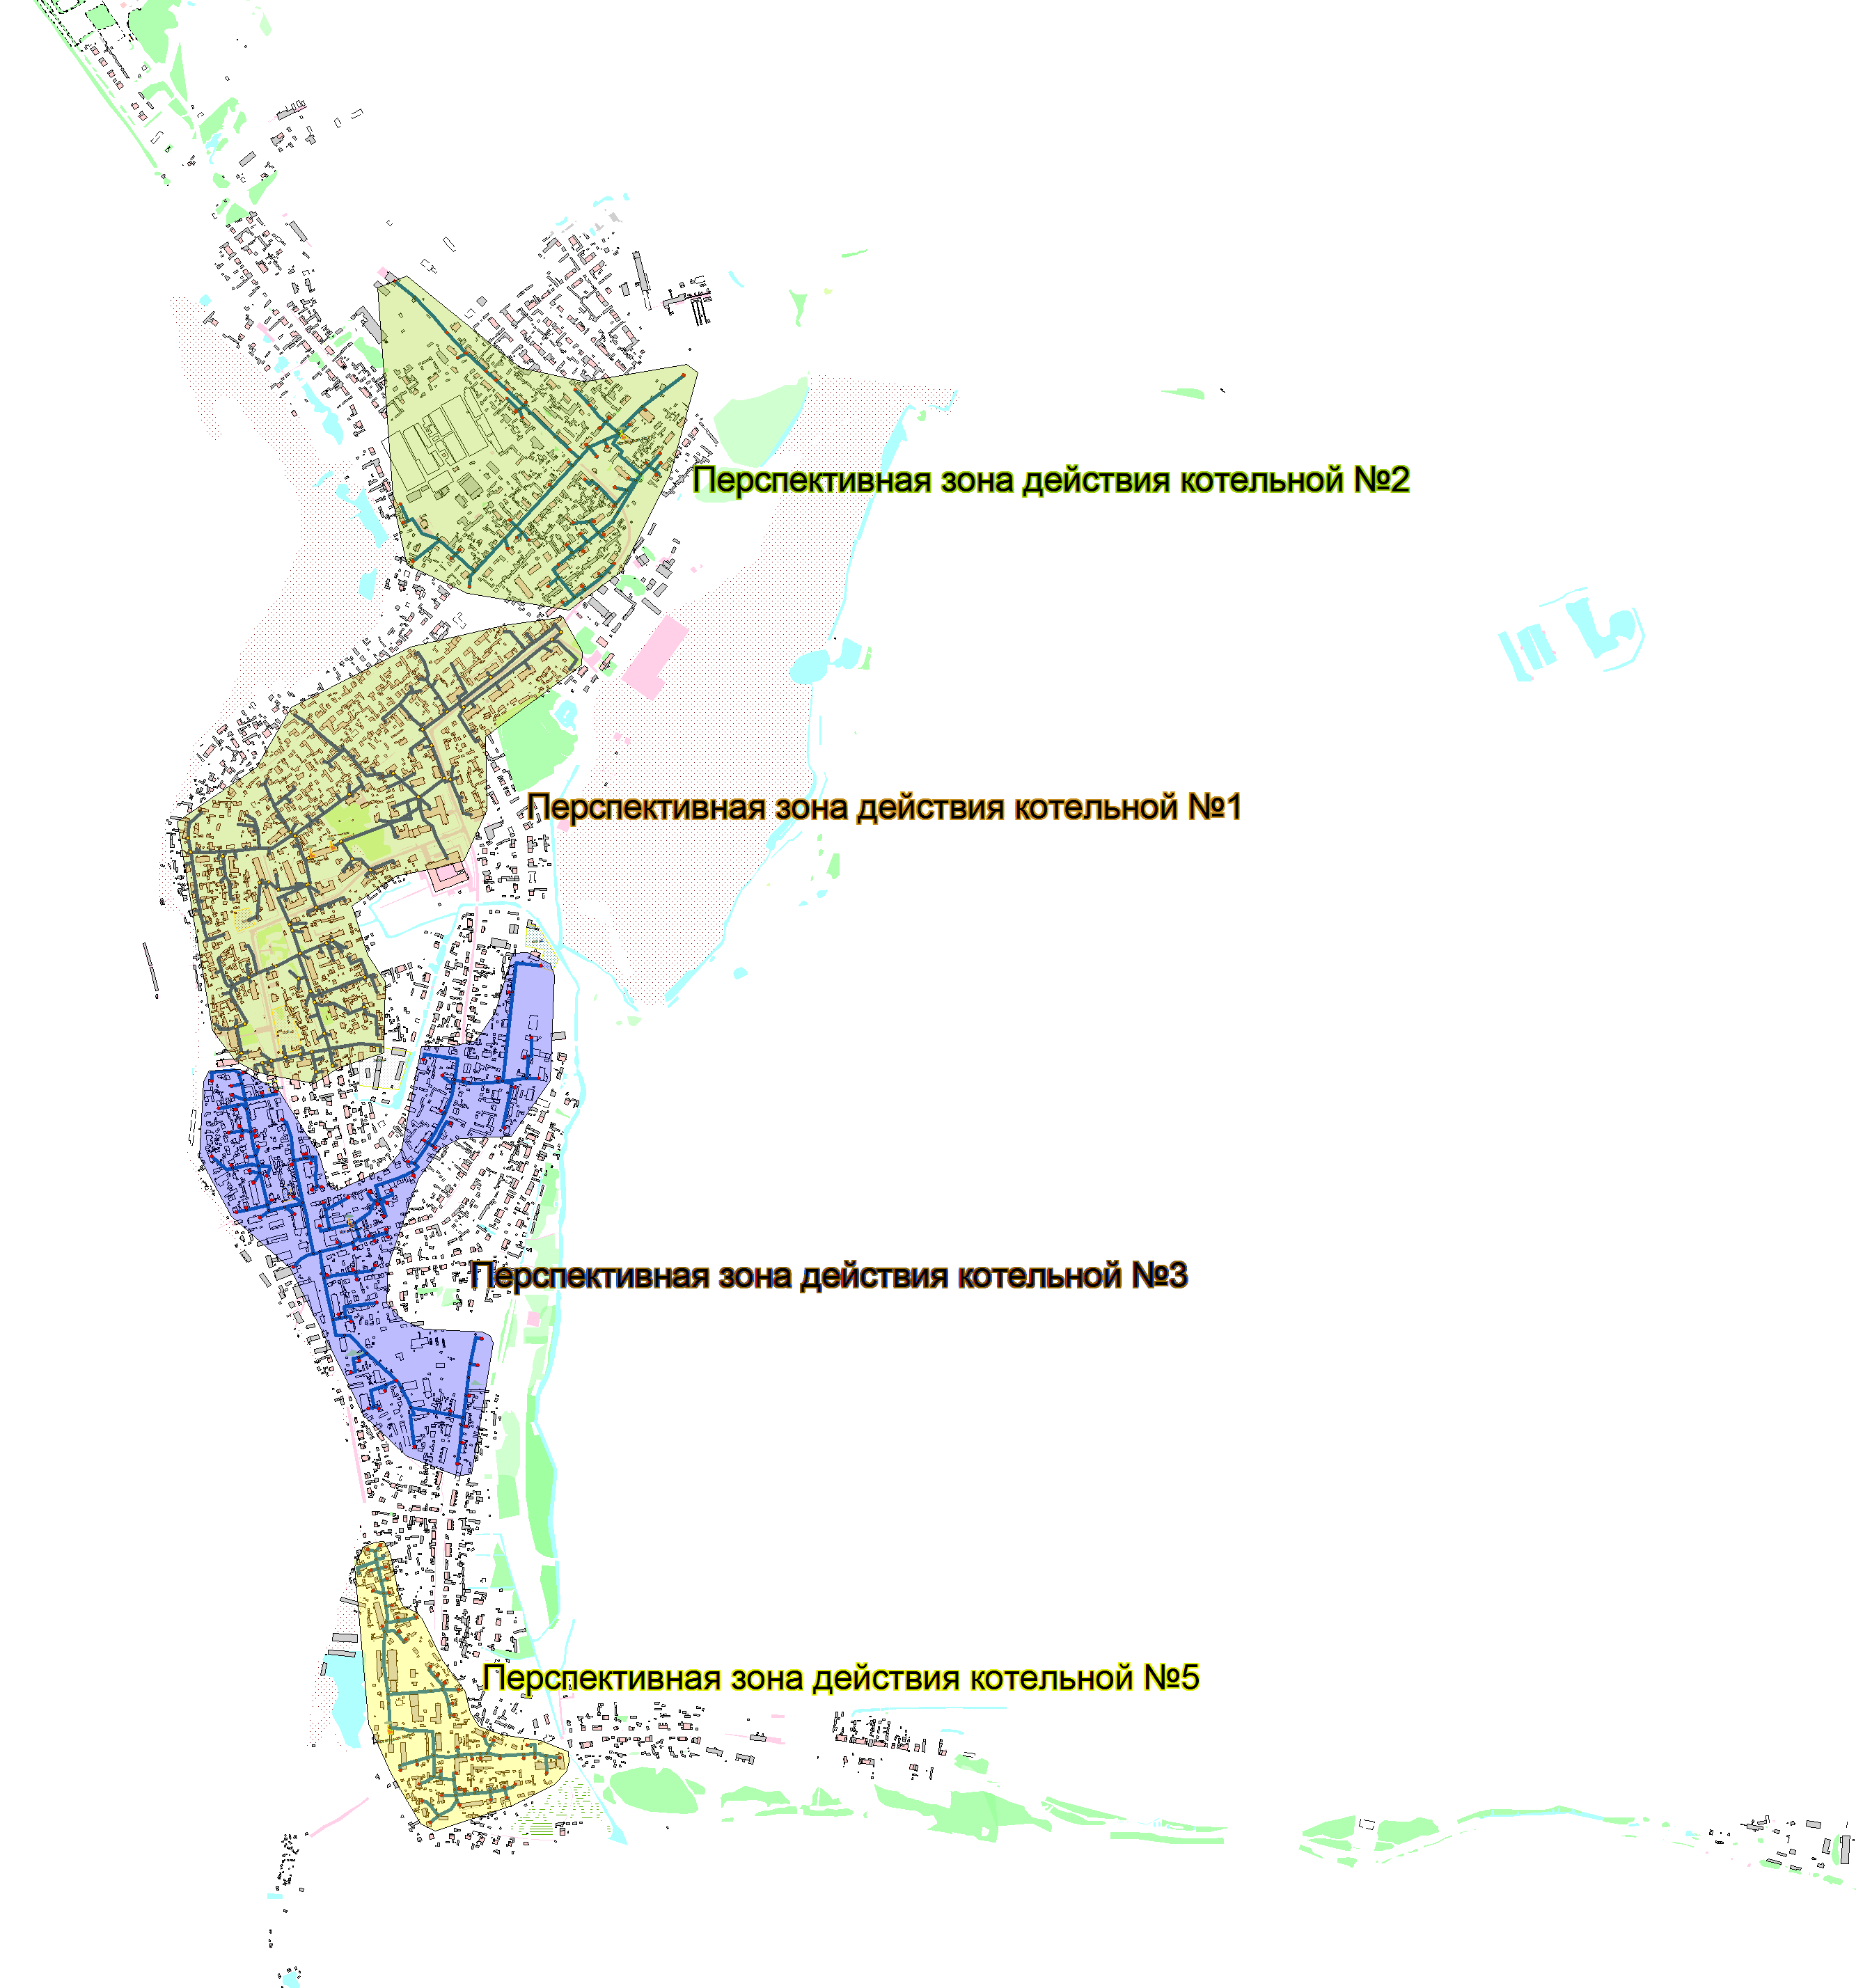 Перспективная зона действия котельной №2
Перспективная зона действия котельной №1
Перспективная зона действия котельной №3
Перспективная зона действия котельной №5